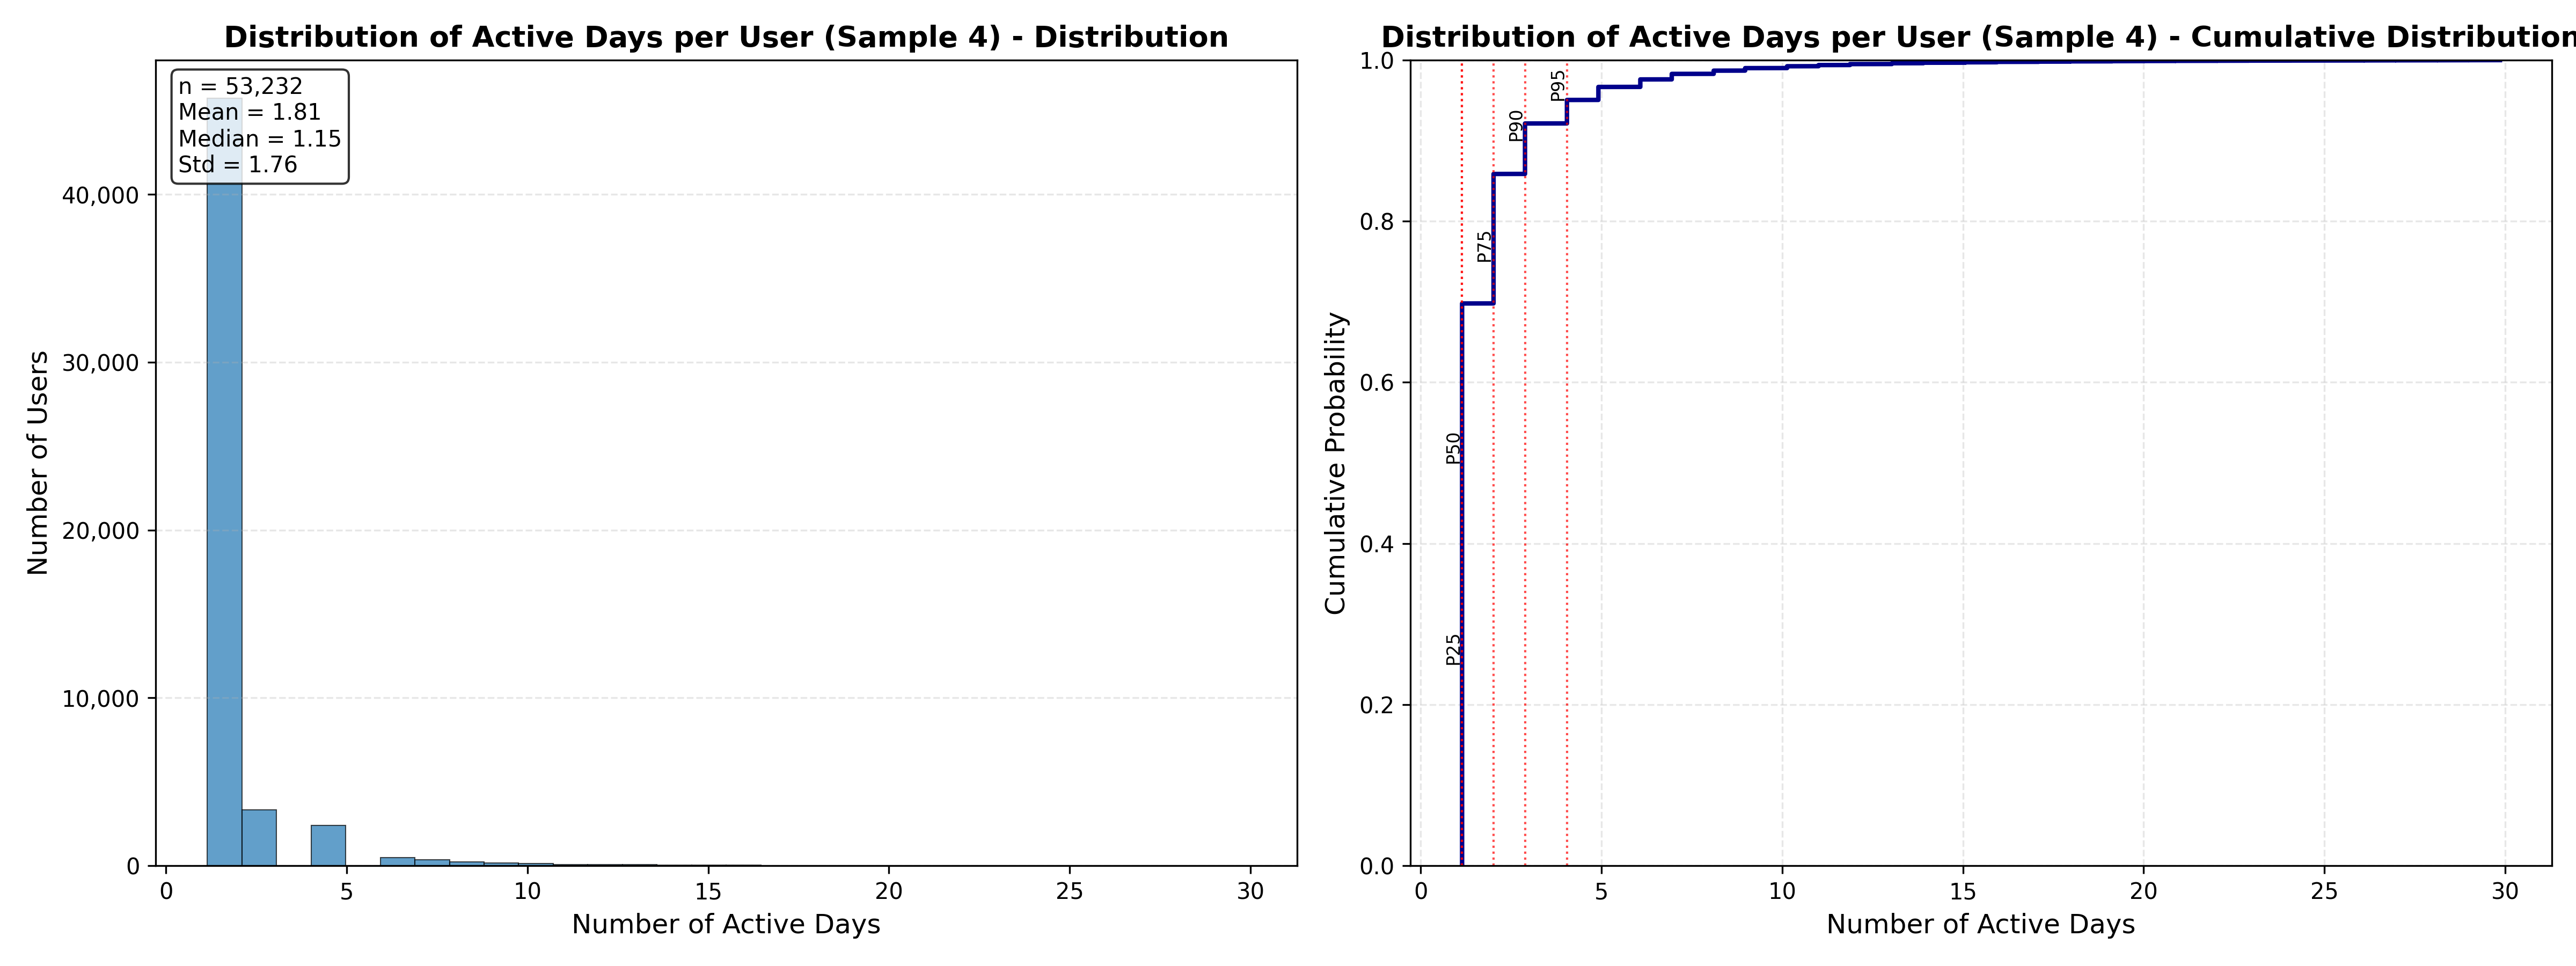 Distribution of Active Days per User (Sample 4) - Distribution
n = 53,232
Mean = 1.81
Median = 1.15
Std = 1.76
40,000
30,000
20,000
10,000
0
Number of Users
0 5 10 15 20 25 30
Number of Active Days
Distribution of Active Days per User (Sample 4) - Cumulative Distribution
1.0
0.8
0.6
0.4
0.2
0.0
Cumulative Probability
P95
P90
P75
P50
P25
0 5 10 15 20 25 30
Number of Active Days